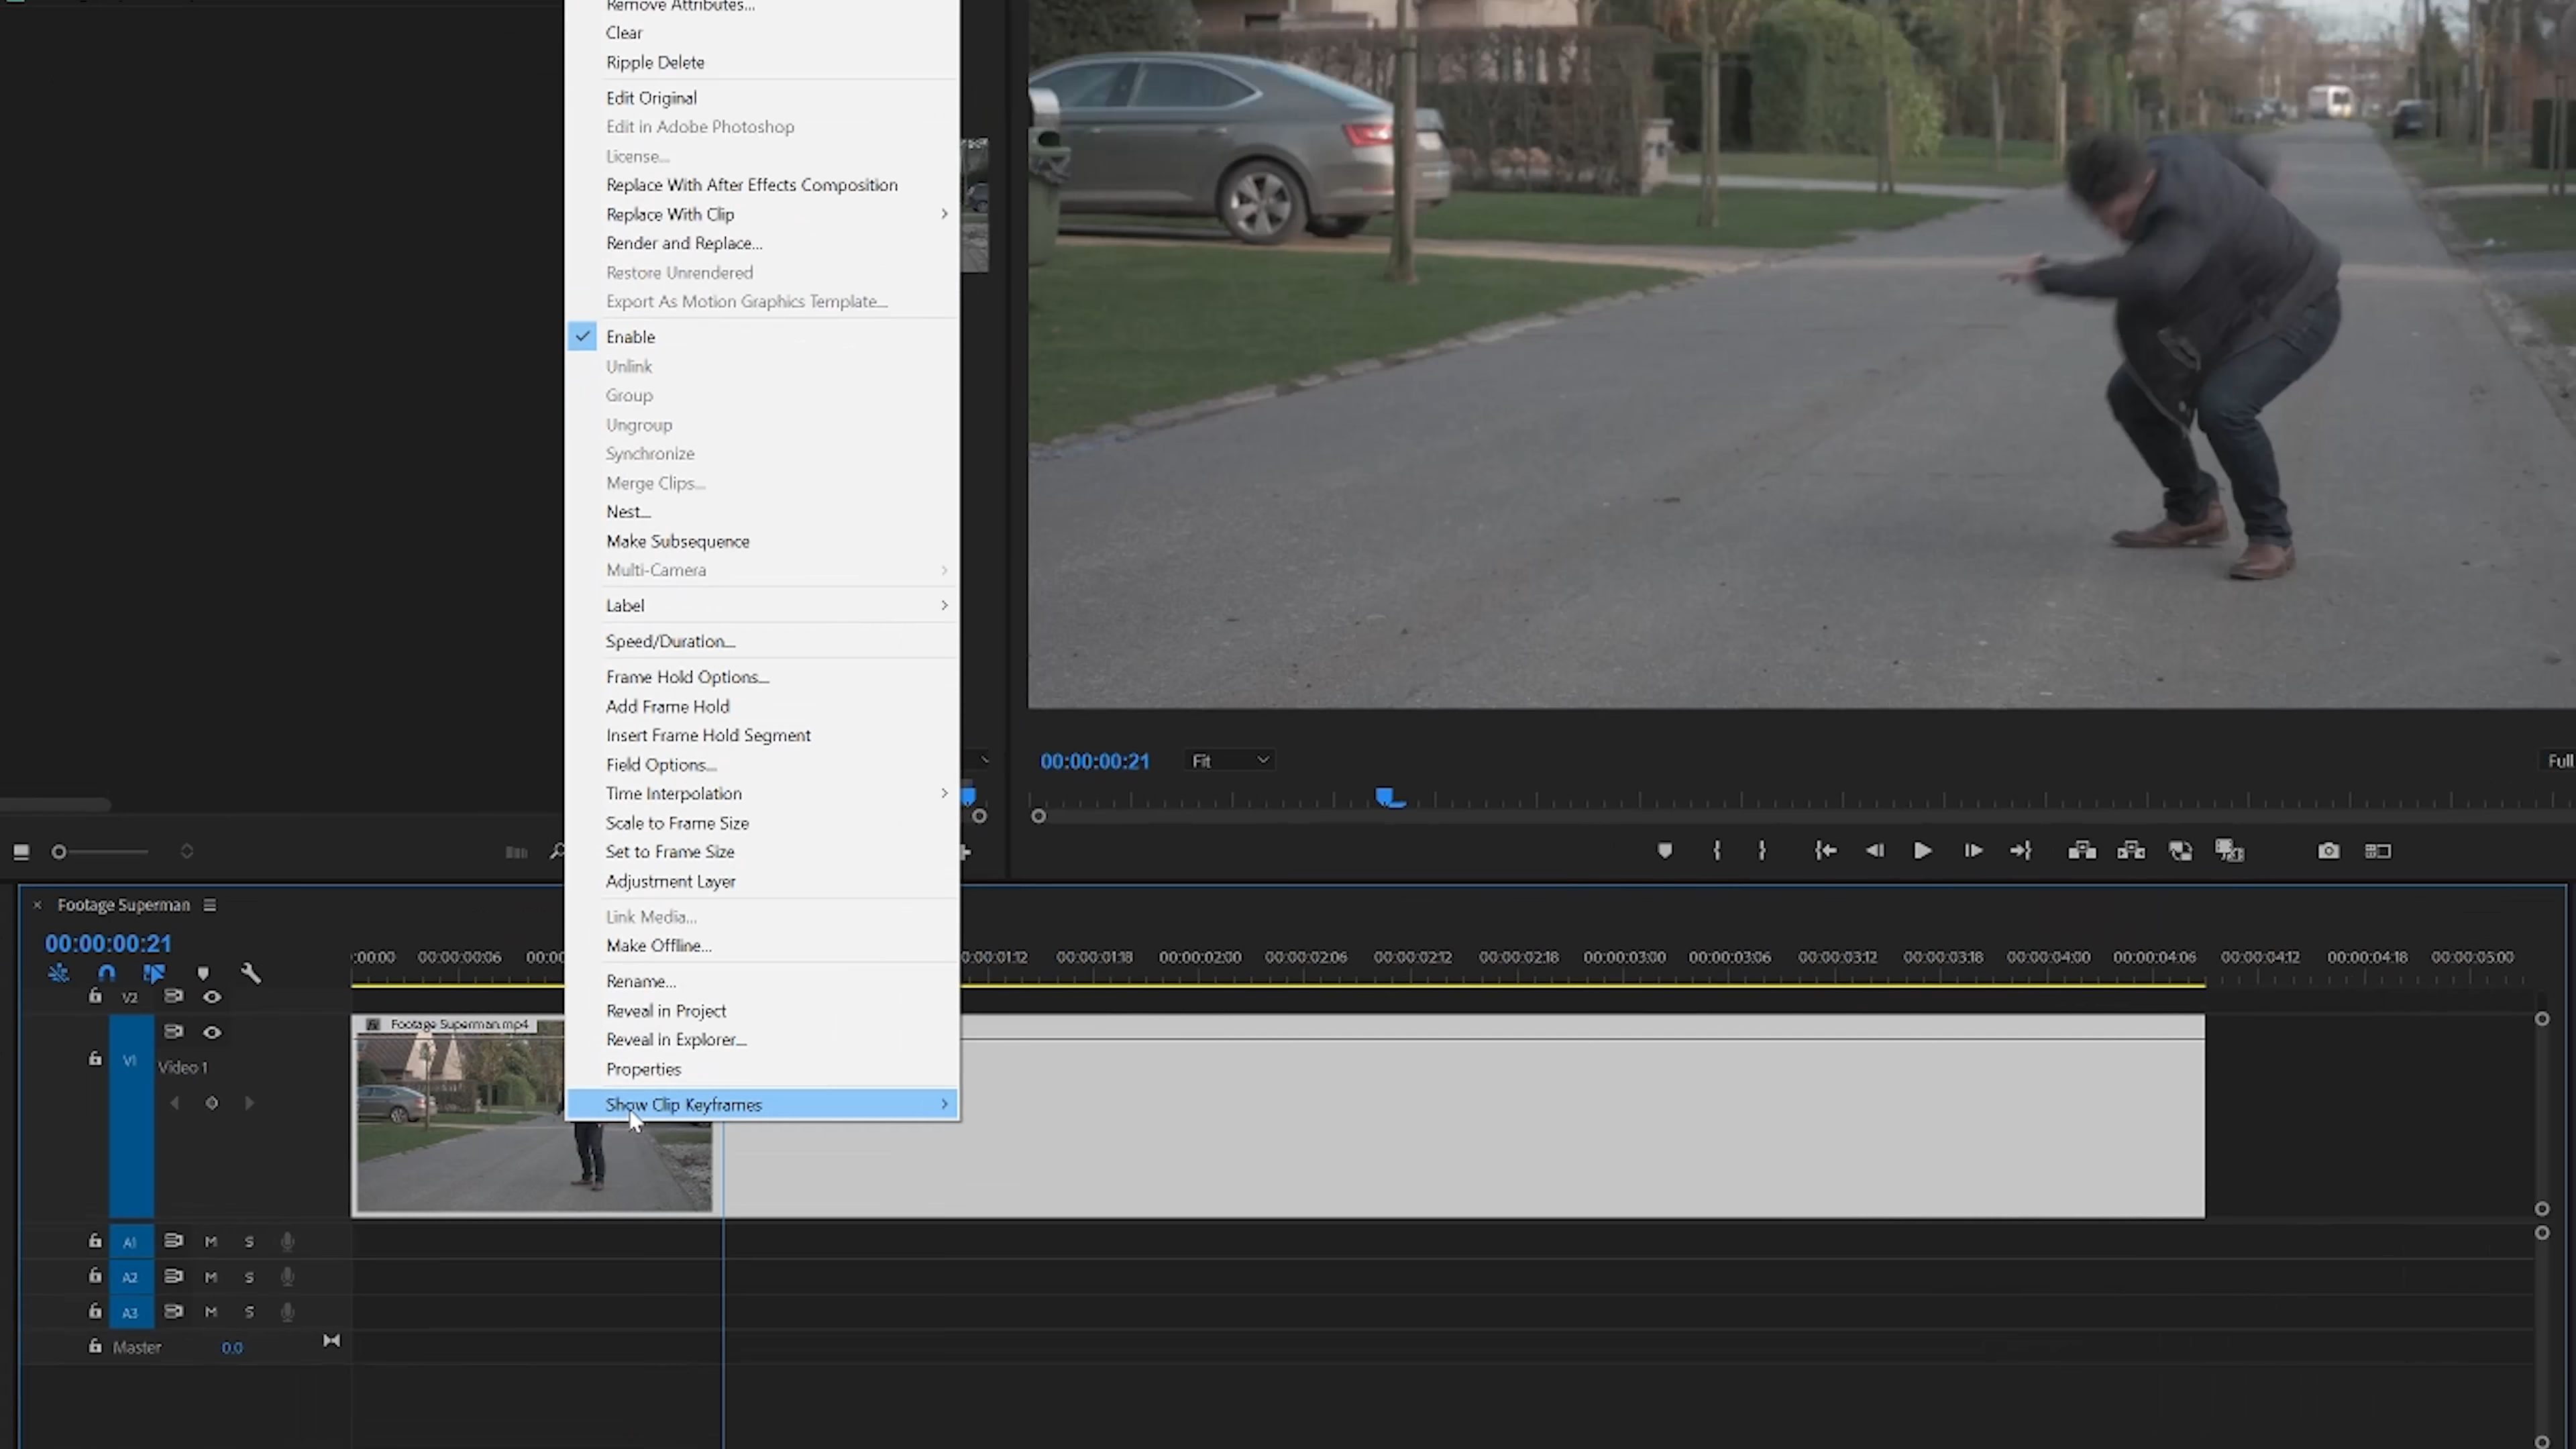 Remove Attributes...
Clear
Ripple Delete
Edit Original
Edit in Adobe Photoshop
License...
Replace With After Effects Composition
Replace With Clip
Render and Replace...
Restore Unrendered
Export As Motion Graphics Template...
Enable
Unlink
Group
Ungroup
Synchronize
Merge Clips...
Nest...
Make Subsequence
Multi-Camera
Label
Speed/Duration...
Frame Hold Options...
Add Frame Hold
Insert Frame Hold Segment
Field Options...
Time Interpolation
Scale to Frame Size
Set to Frame Size
Adjustment Layer
Link Media...
Make Offline...
Rename...
Reveal in Project
Reveal in Explorer...
Properties
Show Clip Keyframes
00:00:00:21 Fit Full
Footage Superman
00:00:00:21
:00:00 00:00:00:06 00:00 0:00:01:12 00:00:01:18 00:00:02:00 00:00:02:06 00:00:02:12 00:00:02:18 00:00:03:00 00:00:03:06 00:00:03:12 00:00:03:18 00:00:04:00 00:00:04:06 00:00:04:12 00:00:04:18 00:00:05:00
V2
fx Footage Superman.mp4
V1 Video 1
A1 M S
A2 M S
A3 M S
Master 0.0